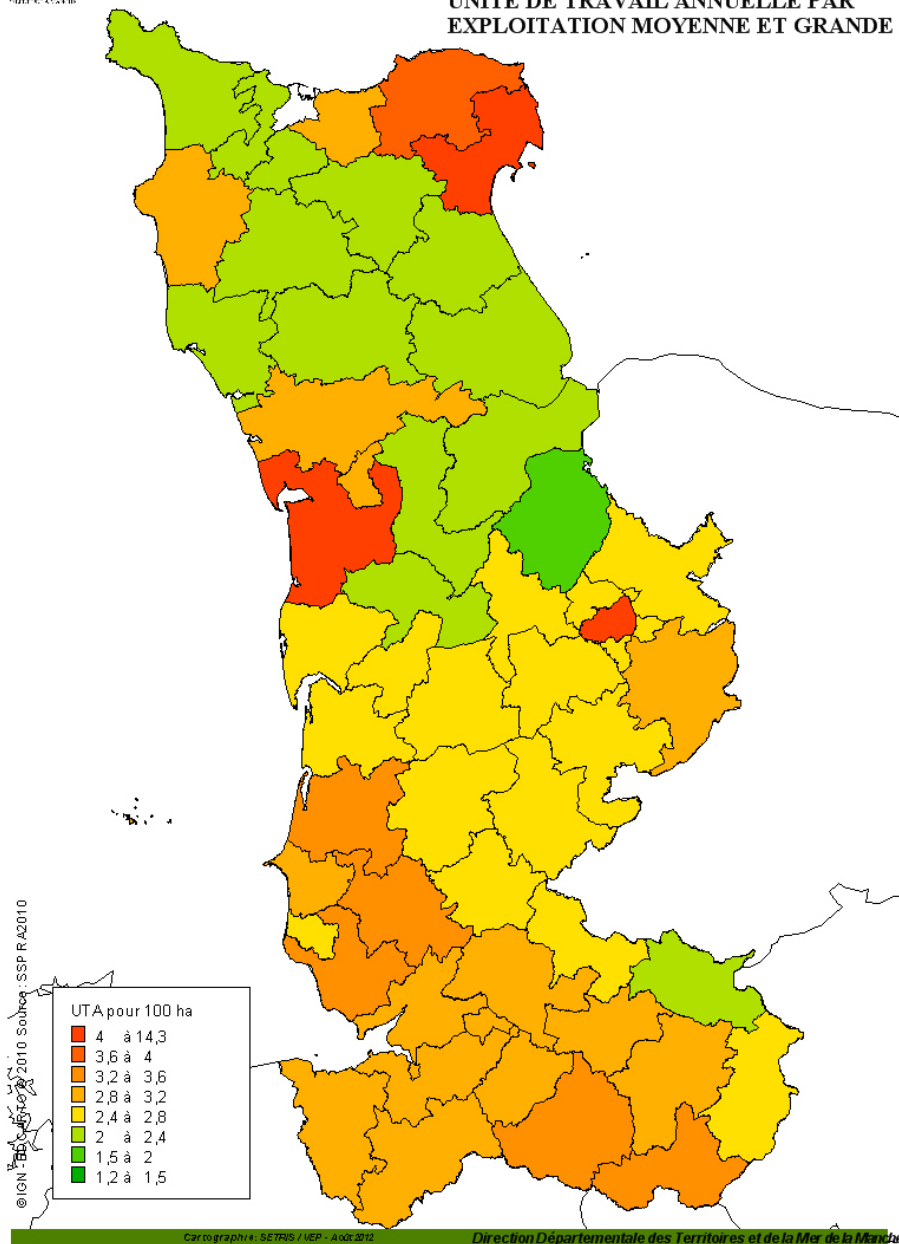 UNITE DE TRAVAIL ANNUELLE PAR
EXPLOITATION MOYENNE ET GRANDE
UTA pour 100 ha
4 à 14,3
3,6 à 4
3,2 à 3,6
2,8 à 3,2
2,4 à 2,8
2 à 2,4
1,5 à 2
1,2 à 1,5
©IGN - BDCARTO® 2010 Source : SSP RA2010
Cartographie : SETRIS / VEP - Août 2012
Direction Départementale des Territoires et de la Mer de la Manche